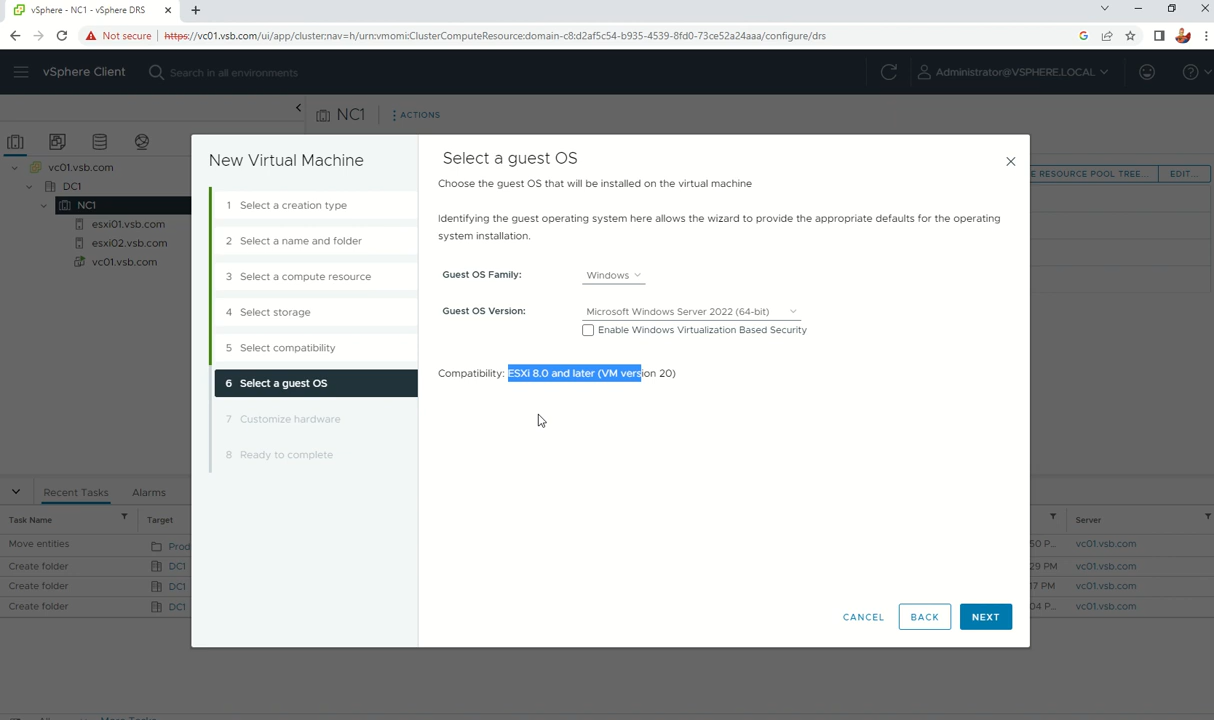 vSphere - NC1 - vSphere DRS
Not secure https://vc01.vsb.com/ui/app/cluster;nav=h/urn:vmomi:ClusterComputeResource:domain-c8:d2af5c54-b935-4539-8fd0-73ce52a24aaa/configure/drs
vSphere Client Search in all environments Administrator@VSPHERE.LOCAL
NC1 ACTIONS
vc01.vsb.com
DC1
NC1
esxi01.vsb.com
esxi02.vsb.com
vc01.vsb.com
E RESOURCE POOL TREE... EDIT...
New Virtual Machine
1 Select a creation type
2 Select a name and folder
3 Select a compute resource
4 Select storage
5 Select compatibility
6 Select a guest OS
7 Customize hardware
8 Ready to complete
Select a guest OS
Choose the guest OS that will be installed on the virtual machine
Identifying the guest operating system here allows the wizard to provide the appropriate defaults for the operating
system installation.
Guest OS Family: Windows
Guest OS Version: Microsoft Windows Server 2022 (64-bit)
Enable Windows Virtualization Based Security
Compatibility: ESXi 8.0 and later (VM version 20)
CANCEL BACK NEXT
Recent Tasks Alarms
Task Name Target Server
Move entities Prod 50 P... vc01.vsb.com
Create folder DC1 29 PM vc01.vsb.com
Create folder DC1 17 PM vc01.vsb.com
Create folder DC1 04 P... vc01.vsb.com